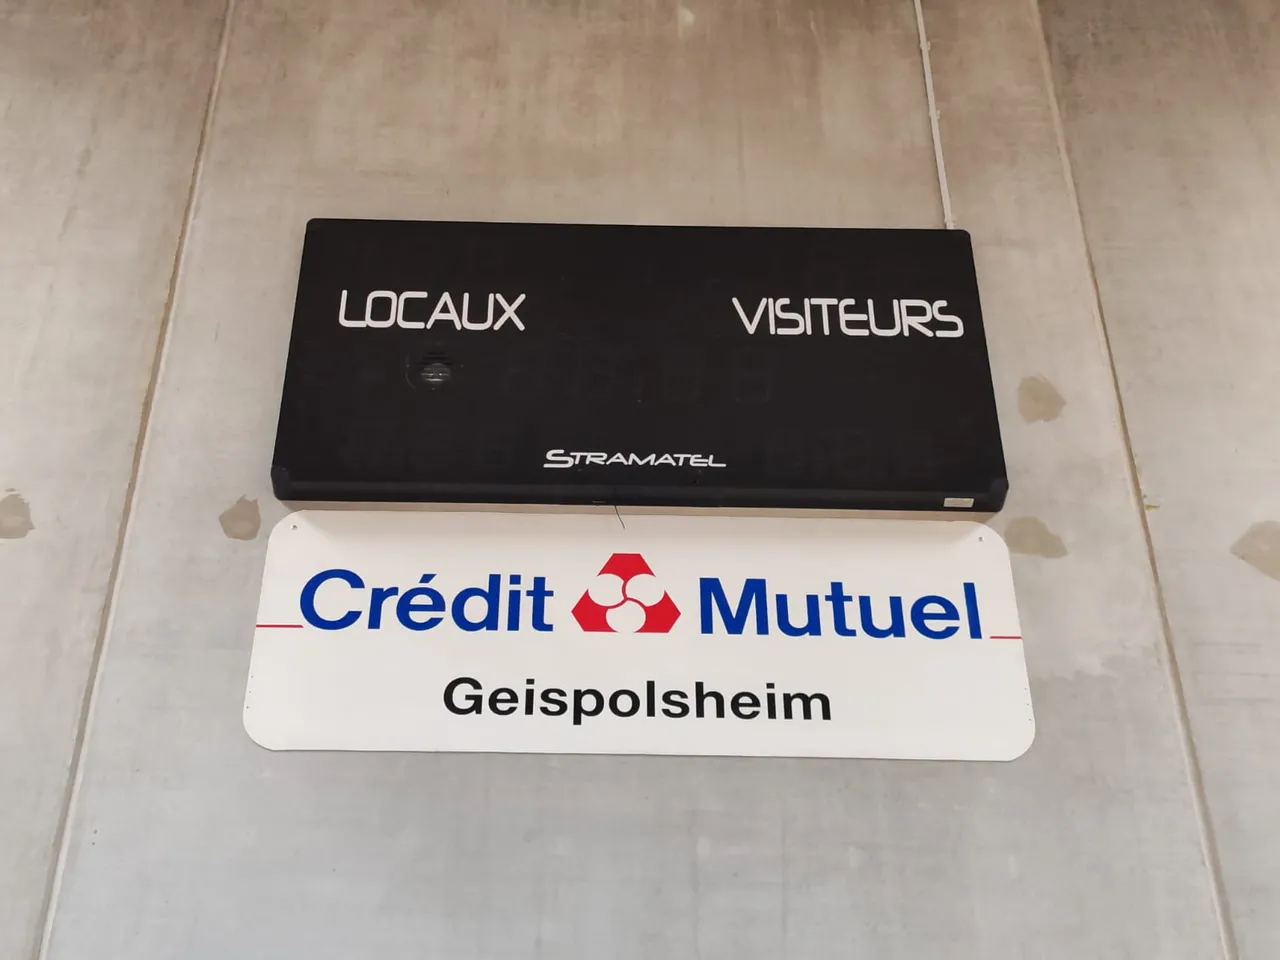 LOCAUX VISITEURS
STRAMATEL
Crédit Mutuel
Geispolsheim